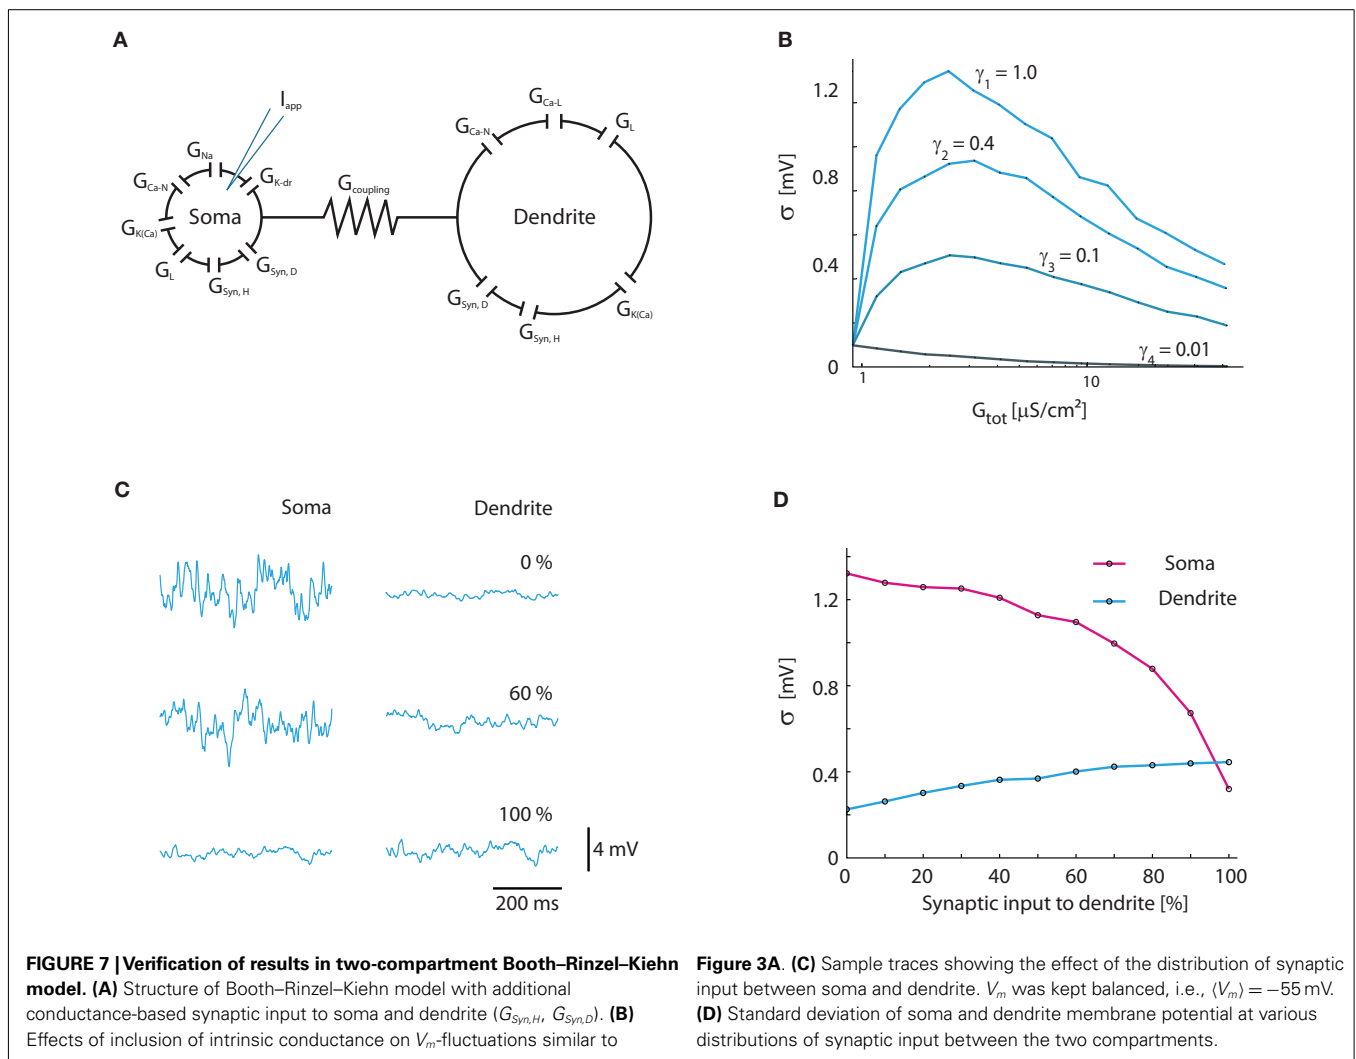 A
I_app
G_Na
G_Ca-N
G_K-dr
G_K(Ca)
Soma
G_L
G_Syn, H
G_Syn, D
G_coupling
G_Ca-L
G_Ca-N
G_L
Dendrite
G_Syn, D
G_Syn, H
G_K(Ca)
B
σ [mV]
1.2
0.8
0.4
0
γ₁ = 1.0
γ₂ = 0.4
γ₃ = 0.1
γ₄ = 0.01
1
10
G_tot [μS/cm²]
C
Soma
Dendrite
0 %
60 %
100 %
4 mV
200 ms
D
Soma
Dendrite
σ [mV]
1.2
0.8
0.4
0
0 20 40 60 80 100
Synaptic input to dendrite [%]
FIGURE 7 | Verification of results in two-compartment Booth–Rinzel–Kiehn
model. (A) Structure of Booth–Rinzel–Kiehn model with additional
conductance-based synaptic input to soma and dendrite (G_Syn,H, G_Syn,D). (B)
Effects of inclusion of intrinsic conductance on V_m-fluctuations similar to
Figure 3A. (C) Sample traces showing the effect of the distribution of synaptic
input between soma and dendrite. V_m was kept balanced, i.e., ⟨V_m⟩ = −55 mV.
(D) Standard deviation of soma and dendrite membrane potential at various
distributions of synaptic input between the two compartments.